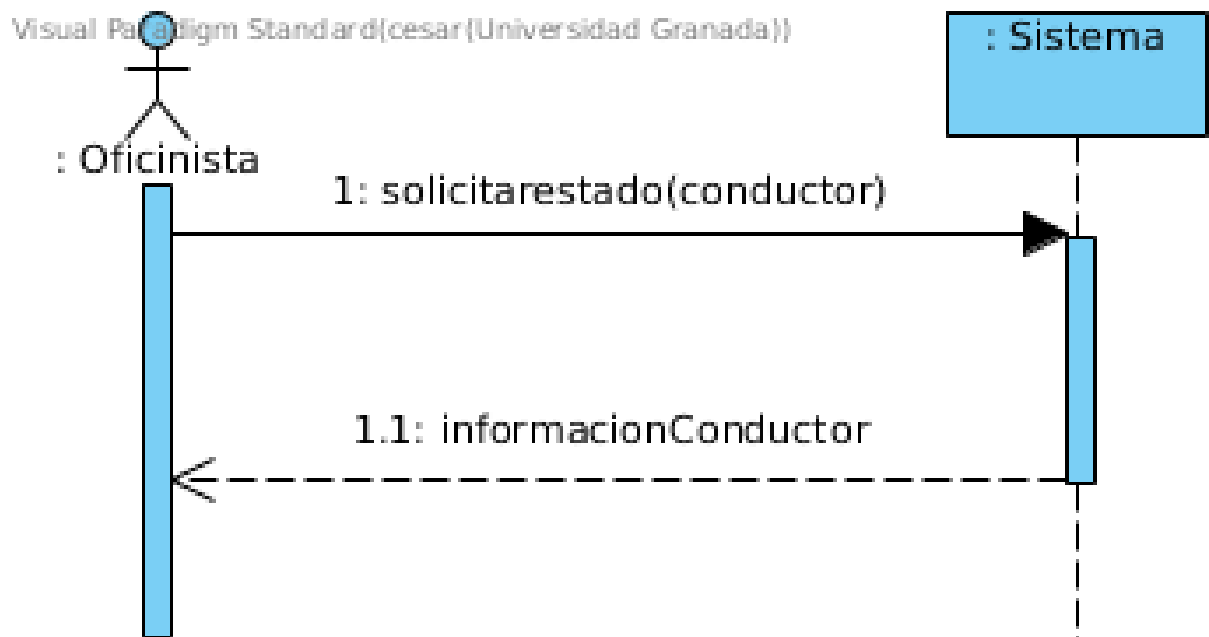 Visual Paradigm Standard(cesar(Universidad Granada))
: Sistema
: Oficinista
1: solicitarestado(conductor)
1.1: informacionConductor